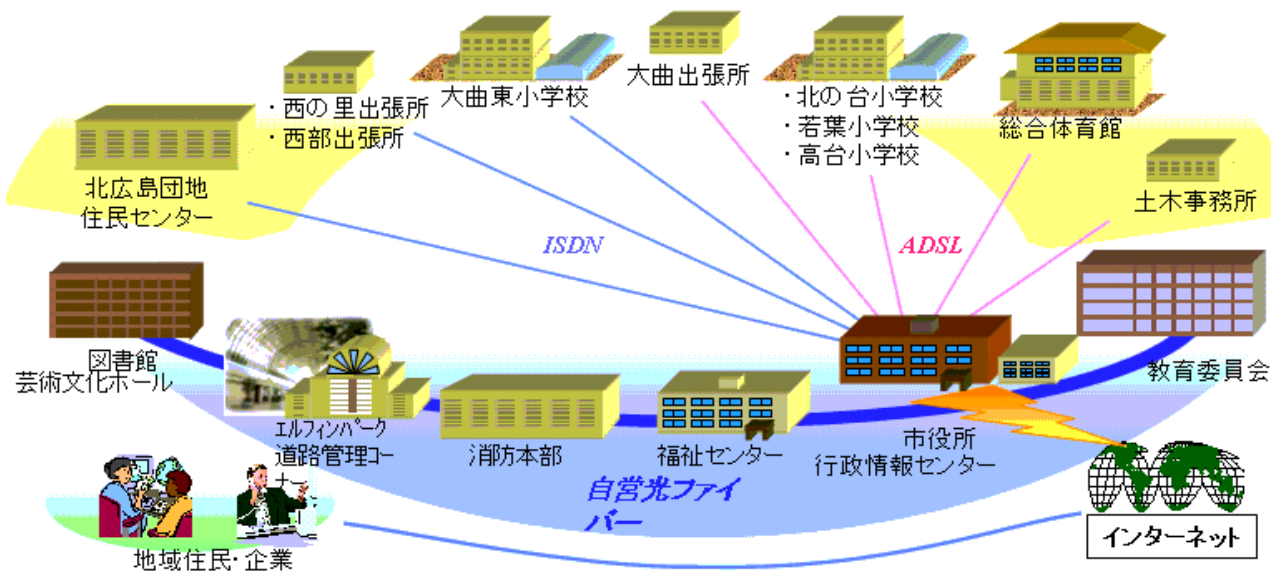 ・西の里出張所
・西部出張所
大曲東小学校
大曲出張所
・北の台小学校
・若葉小学校
・高台小学校
総合体育館
北広島団地
住民センター
土木事務所
ISDN
ADSL
図書館
芸術文化ホール
エルフィンパーク
道路管理コー
ナー
消防本部
福祉センター
市役所
行政情報センター
教育委員会
自営光ファイ
バー
地域住民・企業
インターネット